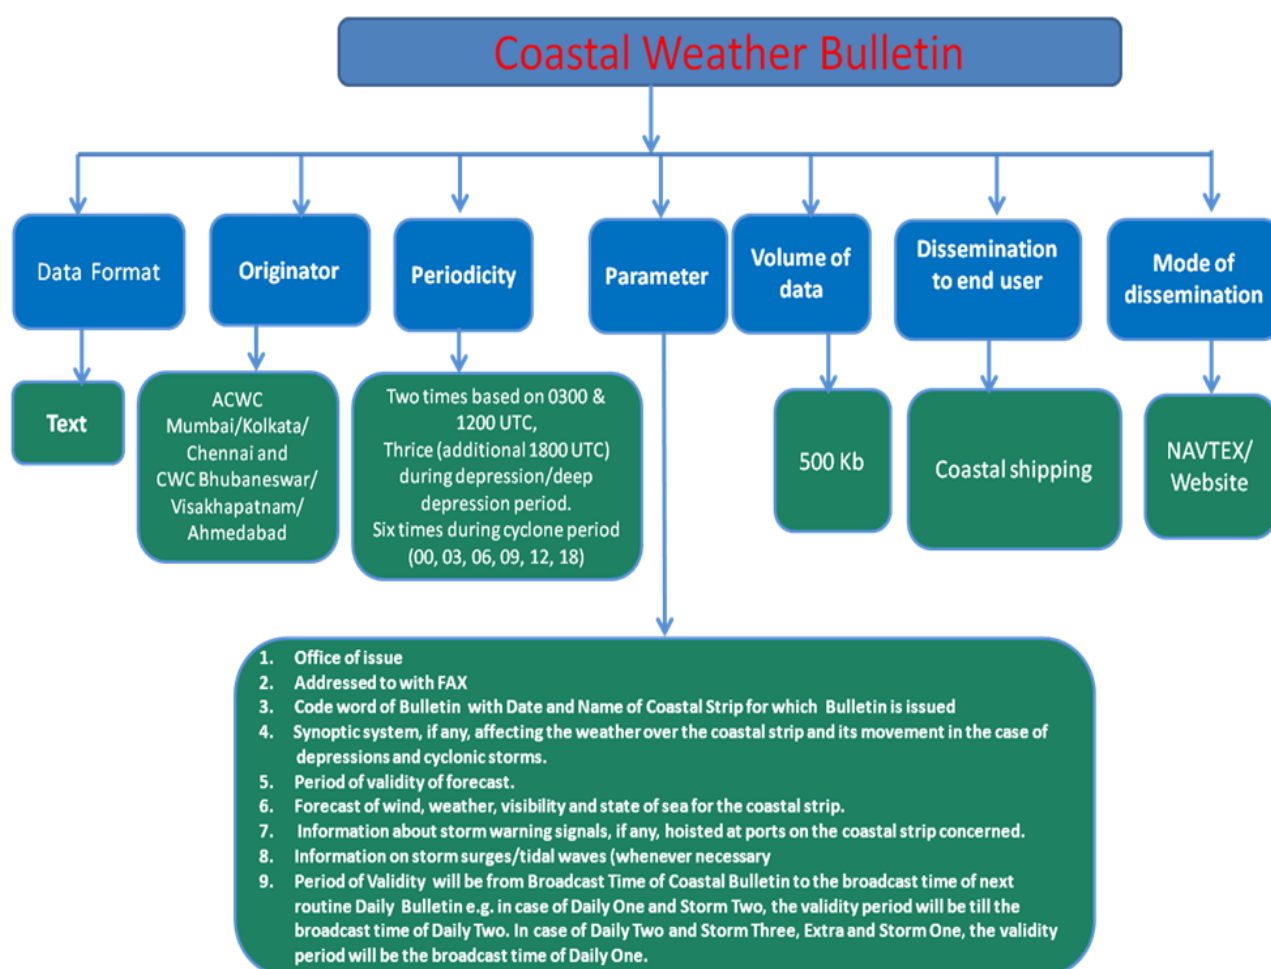 Coastal Weather Bulletin
Data Format
Originator
Periodicity
Parameter
Volume of
data
Dissemination
to end user
Mode of
dissemination
Text
ACWC
Mumbai/Kolkata/
Chennai and
CWC Bhubaneswar/
Visakhapatnam/
Ahmedabad
Two times based on 0300 &
1200 UTC,
Thrice (additional 1800 UTC)
during depression/deep
depression period.
Six times during cyclone period
(00, 03, 06, 09, 12, 18)
500 Kb
Coastal shipping
NAVTEX/
Website
1. Office of issue
2. Addressed to with FAX
3. Code word of Bulletin with Date and Name of Coastal Strip for which Bulletin is issued
4. Synoptic system, if any, affecting the weather over the coastal strip and its movement in the case of
depressions and cyclonic storms.
5. Period of validity of forecast.
6. Forecast of wind, weather, visibility and state of sea for the coastal strip.
7. Information about storm warning signals, if any, hoisted at ports on the coastal strip concerned.
8. Information on storm surges/tidal waves (whenever necessary
9. Period of Validity will be from Broadcast Time of Coastal Bulletin to the broadcast time of next
routine Daily Bulletin e.g. in case of Daily One and Storm Two, the validity period will be till the
broadcast time of Daily Two. In case of Daily Two and Storm Three, Extra and Storm One, the validity
period will be the broadcast time of Daily One.